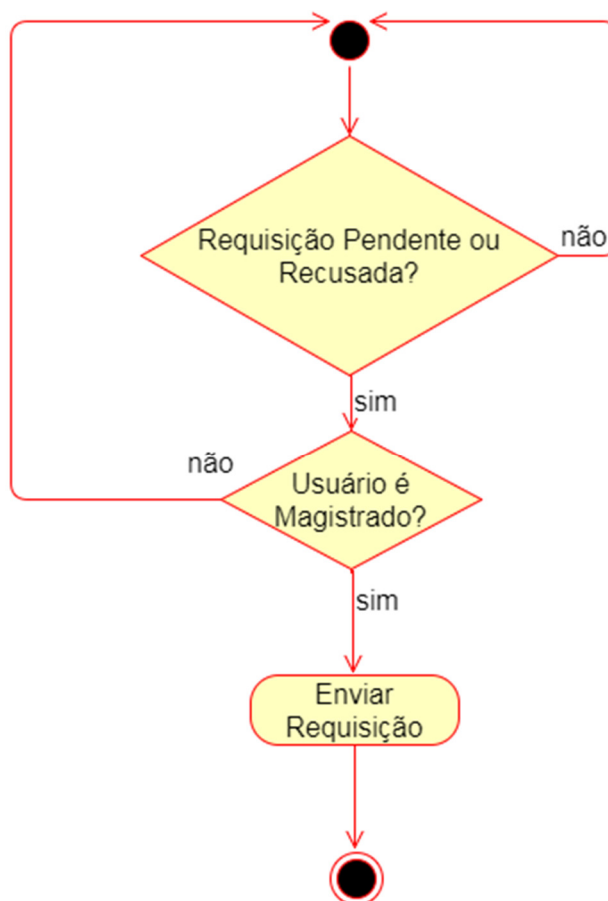 Requisição Pendente ou
Recusada?
não
sim
não
Usuário é
Magistrado?
sim
Enviar
Requisição